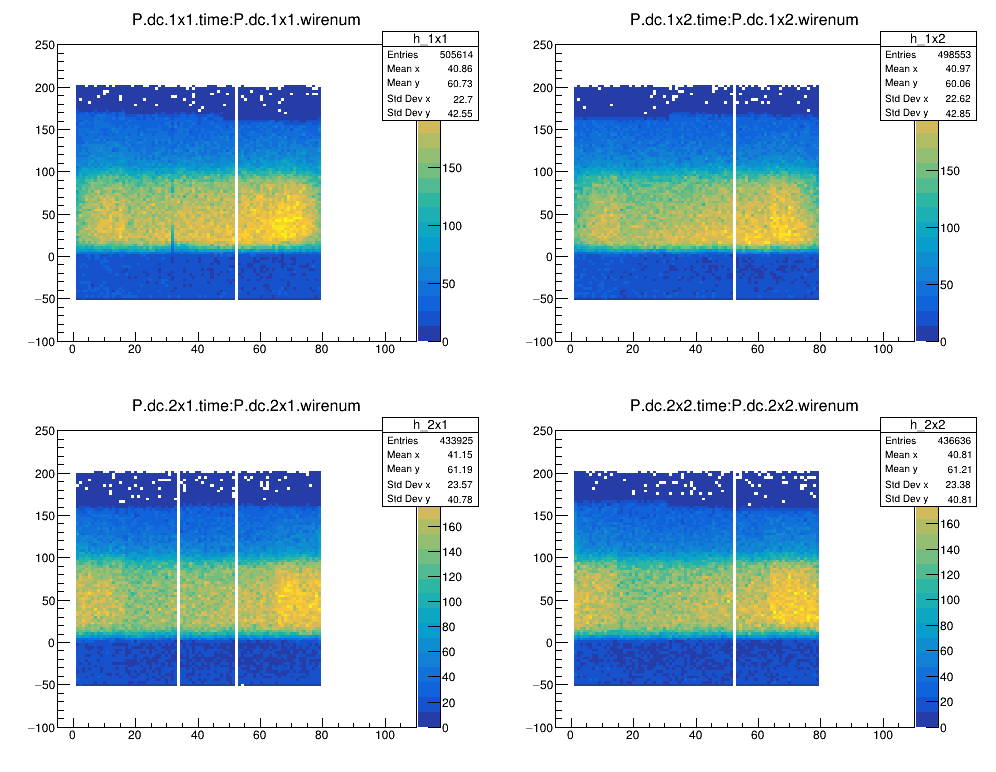 P.dc.1x1.time:P.dc.1x1.wirenum
h_1x1
Entries 505614
Mean x 40.86
Mean y 60.73
Std Dev x 22.7
Std Dev y 42.55
250
200
150
100
50
0
−50
−100
0 20 40 60 80 100
150
100
50
0
P.dc.1x2.time:P.dc.1x2.wirenum
h_1x2
Entries 498553
Mean x 40.97
Mean y 60.06
Std Dev x 22.62
Std Dev y 42.85
250
200
150
100
50
0
−50
−100
0 20 40 60 80 100
150
100
50
0
P.dc.2x1.time:P.dc.2x1.wirenum
h_2x1
Entries 433925
Mean x 41.15
Mean y 61.19
Std Dev x 23.57
Std Dev y 40.78
250
200
150
100
50
0
−50
−100
0 20 40 60 80 100
160
140
120
100
80
60
40
20
0
P.dc.2x2.time:P.dc.2x2.wirenum
h_2x2
Entries 436636
Mean x 40.81
Mean y 61.21
Std Dev x 23.38
Std Dev y 40.81
250
200
150
100
50
0
−50
−100
0 20 40 60 80 100
160
140
120
100
80
60
40
20
0